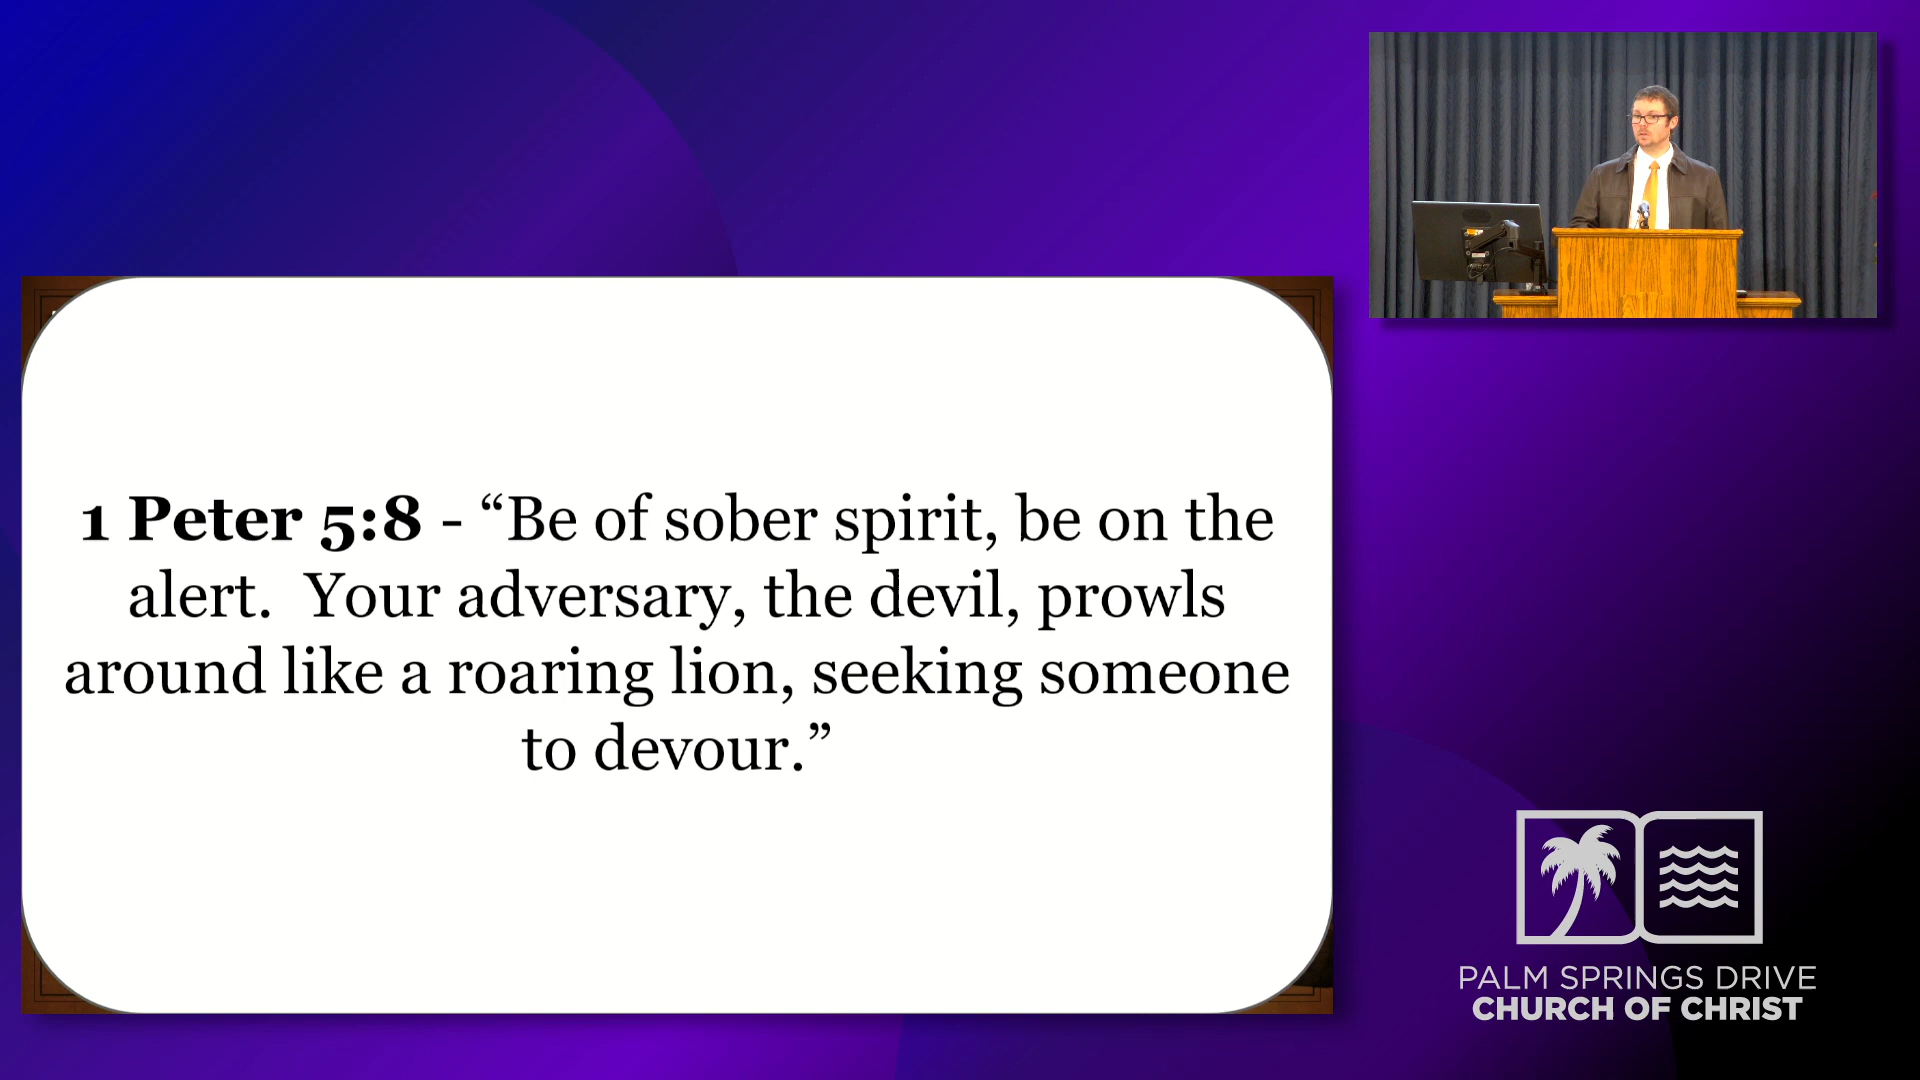 1 Peter 5:8 - “Be of sober spirit, be on the
alert.  Your adversary, the devil, prowls
around like a roaring lion, seeking someone
to devour.”
PALM SPRINGS DRIVE
CHURCH OF CHRIST